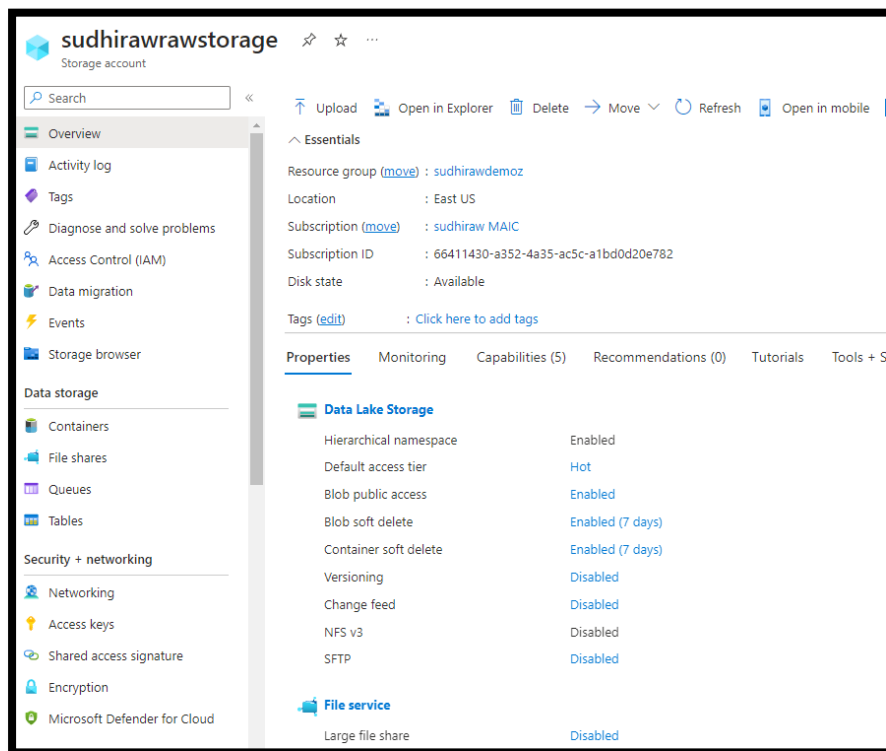 sudhirawrawstorage
Storage account
Search
Overview
Activity log
Tags
Diagnose and solve problems
Access Control (IAM)
Data migration
Events
Storage browser
Data storage
Containers
File shares
Queues
Tables
Security + networking
Networking
Access keys
Shared access signature
Encryption
Microsoft Defender for Cloud
Upload Open in Explorer Delete Move Refresh Open in mobile
Essentials
Resource group (move) : sudhirawdemoz
Location : East US
Subscription (move) : sudhiraw MAIC
Subscription ID : 66411430-a352-4a35-ac5c-a1bd0d20e782
Disk state : Available
Tags (edit) : Click here to add tags
Properties Monitoring Capabilities (5) Recommendations (0) Tutorials Tools + S
Data Lake Storage
Hierarchical namespace Enabled
Default access tier Hot
Blob public access Enabled
Blob soft delete Enabled (7 days)
Container soft delete Enabled (7 days)
Versioning Disabled
Change feed Disabled
NFS v3 Disabled
SFTP Disabled
File service
Large file share Disabled